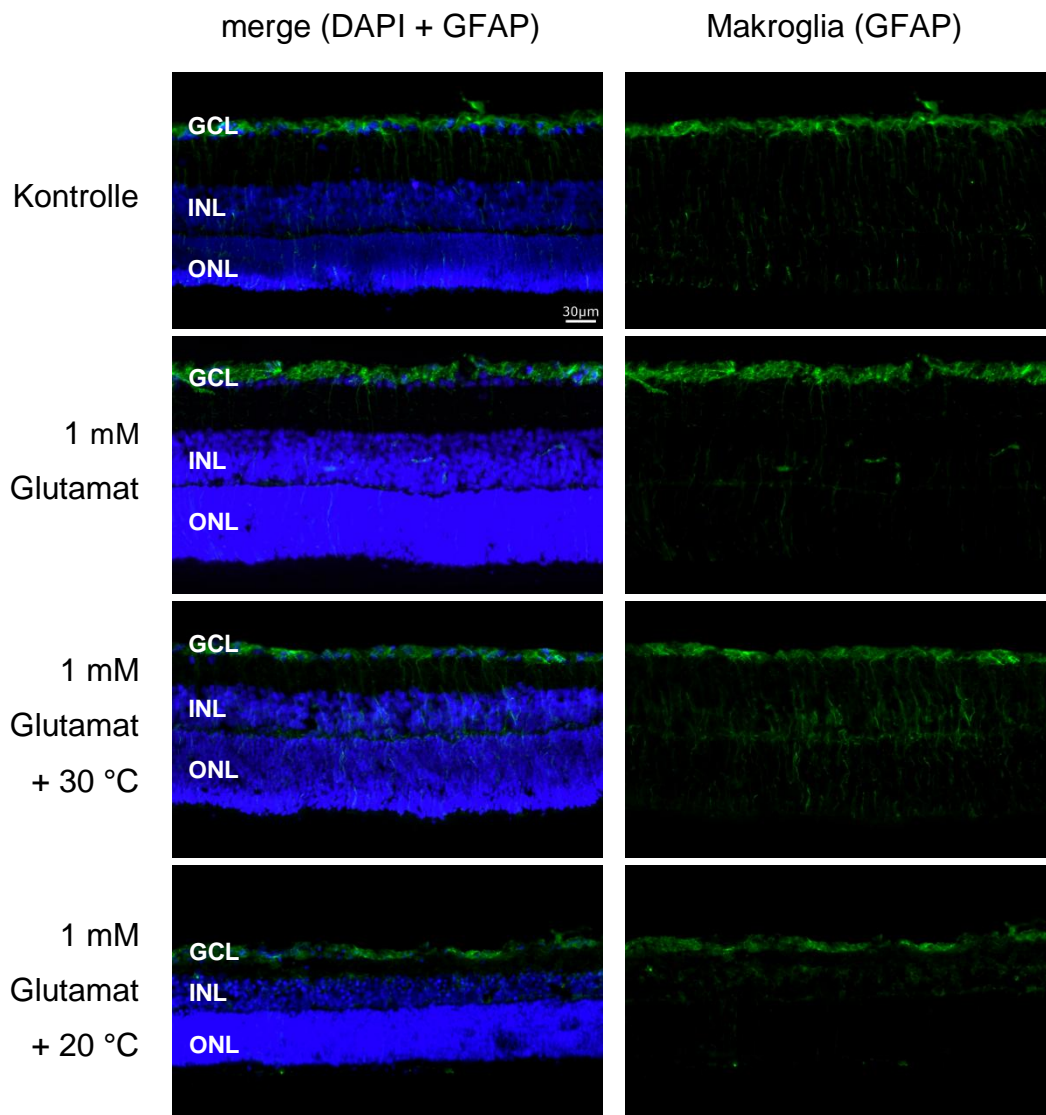 merge (DAPI + GFAP)
Makroglia (GFAP)
Kontrolle
GCL
INL
ONL
30µm
1 mM
Glutamat
GCL
INL
ONL
1 mM
Glutamat
+ 30 °C
GCL
INL
ONL
1 mM
Glutamat
+ 20 °C
GCL
INL
ONL